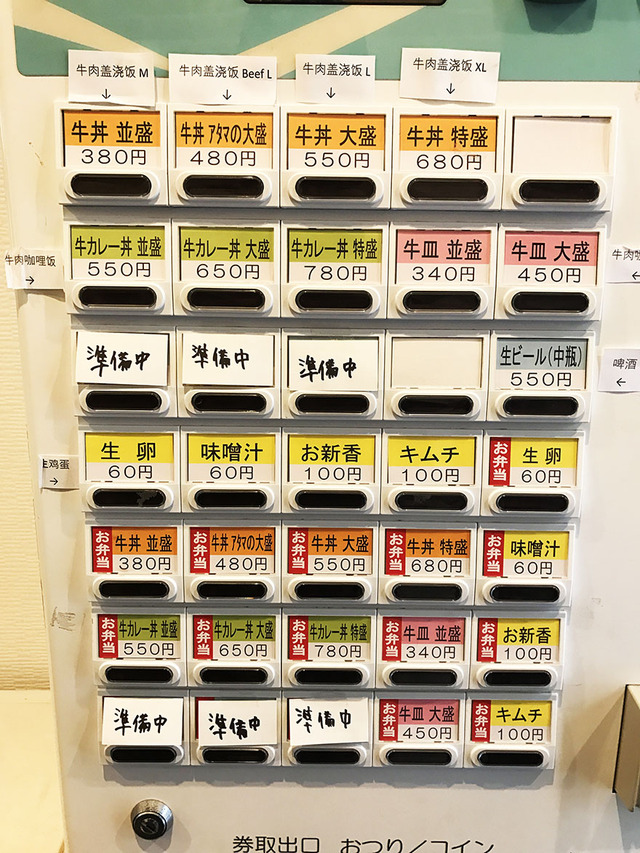 牛肉盖浇饭 M
↓
牛肉盖浇饭 Beef L
↓
牛肉盖浇饭 L
↓
牛肉盖浇饭 XL
↓
牛丼 並盛
380円
牛丼 アタマの大盛
480円
牛丼 大盛
550円
牛丼 特盛
680円
牛カレー丼 並盛
550円
牛カレー丼 大盛
650円
牛カレー丼 特盛
780円
牛皿 並盛
340円
牛皿 大盛
450円
牛肉咖哩饭
→
牛肉咖
←
準備中
準備中
準備中
生ビール(中瓶)
550円
啤酒
←
生鸡蛋
→
生卵
60円
味噌汁
60円
お新香
100円
キムチ
100円
お弁当 生卵
60円
お弁当 牛丼 並盛
380円
お弁当 牛丼 アタマの大盛
480円
お弁当 牛丼 大盛
550円
お弁当 牛丼 特盛
680円
お弁当 味噌汁
60円
お弁当 牛カレー丼 並盛
550円
お弁当 牛カレー丼 大盛
650円
お弁当 牛カレー丼 特盛
780円
お弁当 牛皿 並盛
340円
お弁当 お新香
100円
準備中
準備中
準備中
お弁当 牛皿 大盛
450円
お弁当 キムチ
100円
券取出口 おつり/コイン